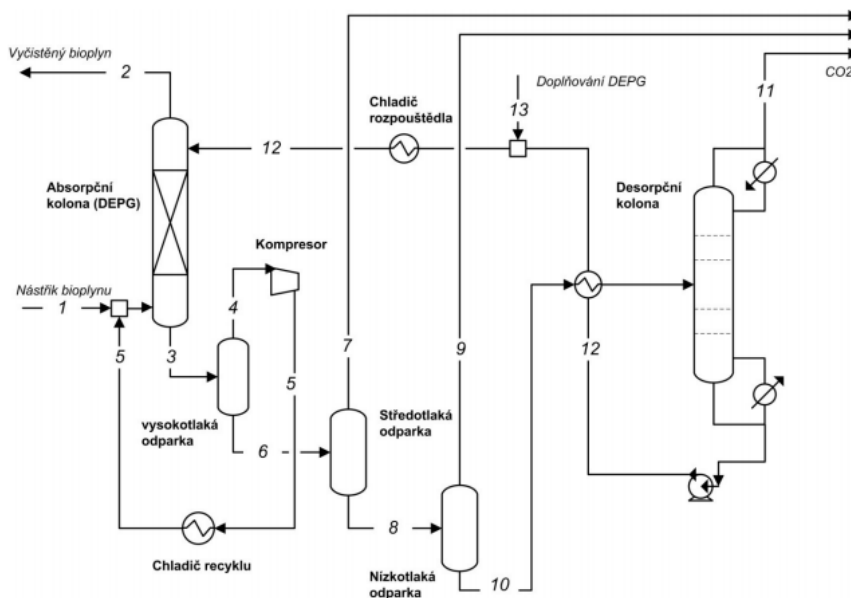 Vyčistěný bioplyn
2
Absorpční
kolona (DEPG)
Nástřik bioplynu
1
5
3
4
Kompresor
5
vysokotlaká
odparka
6
Chladič recyklu
12
Chladič
rozpouštědla
7
Středotlaká
odparka
8
Nízkotlaká
odparka
9
10
Doplňování DEPG
13
12
Desorpční
kolona
11
CO2